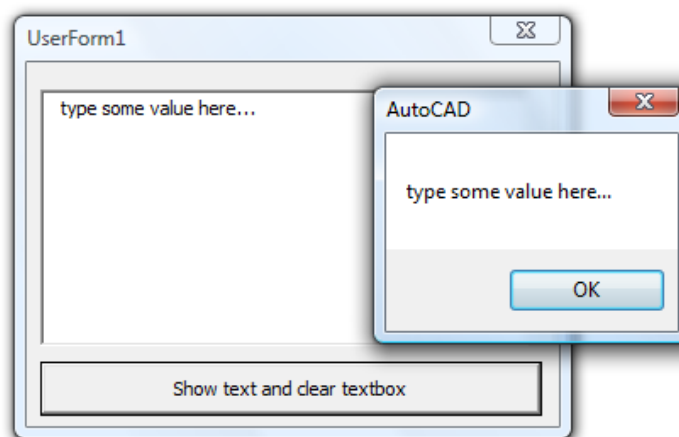 UserForm1
type some value here...
Show text and clear textbox
AutoCAD
type some value here...
OK